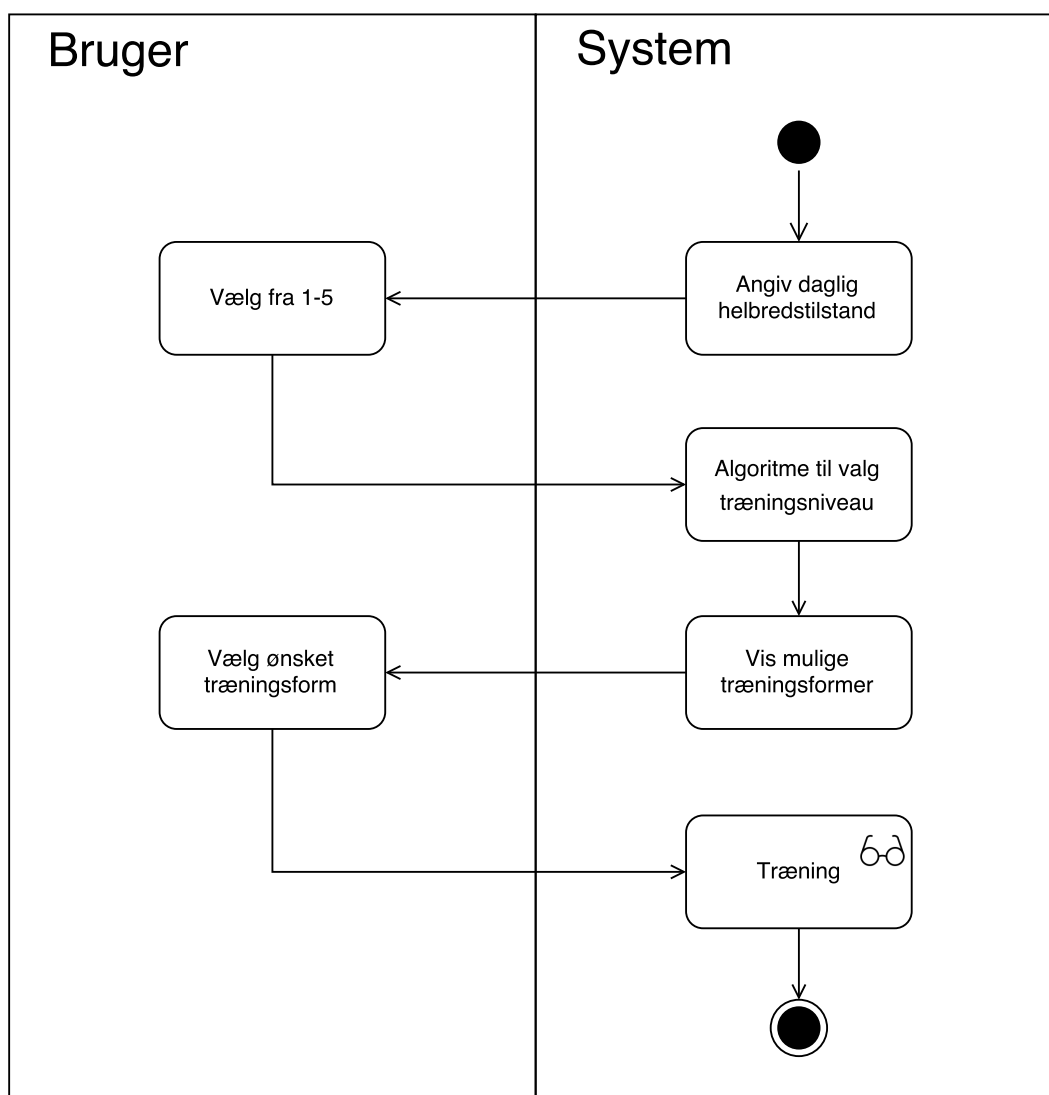 Bruger
System
Angiv daglig
helbredstilstand
Vælg fra 1-5
Algoritme til valg
træningsniveau
Vis mulige
træningsformer
Vælg ønsket
træningsform
Træning